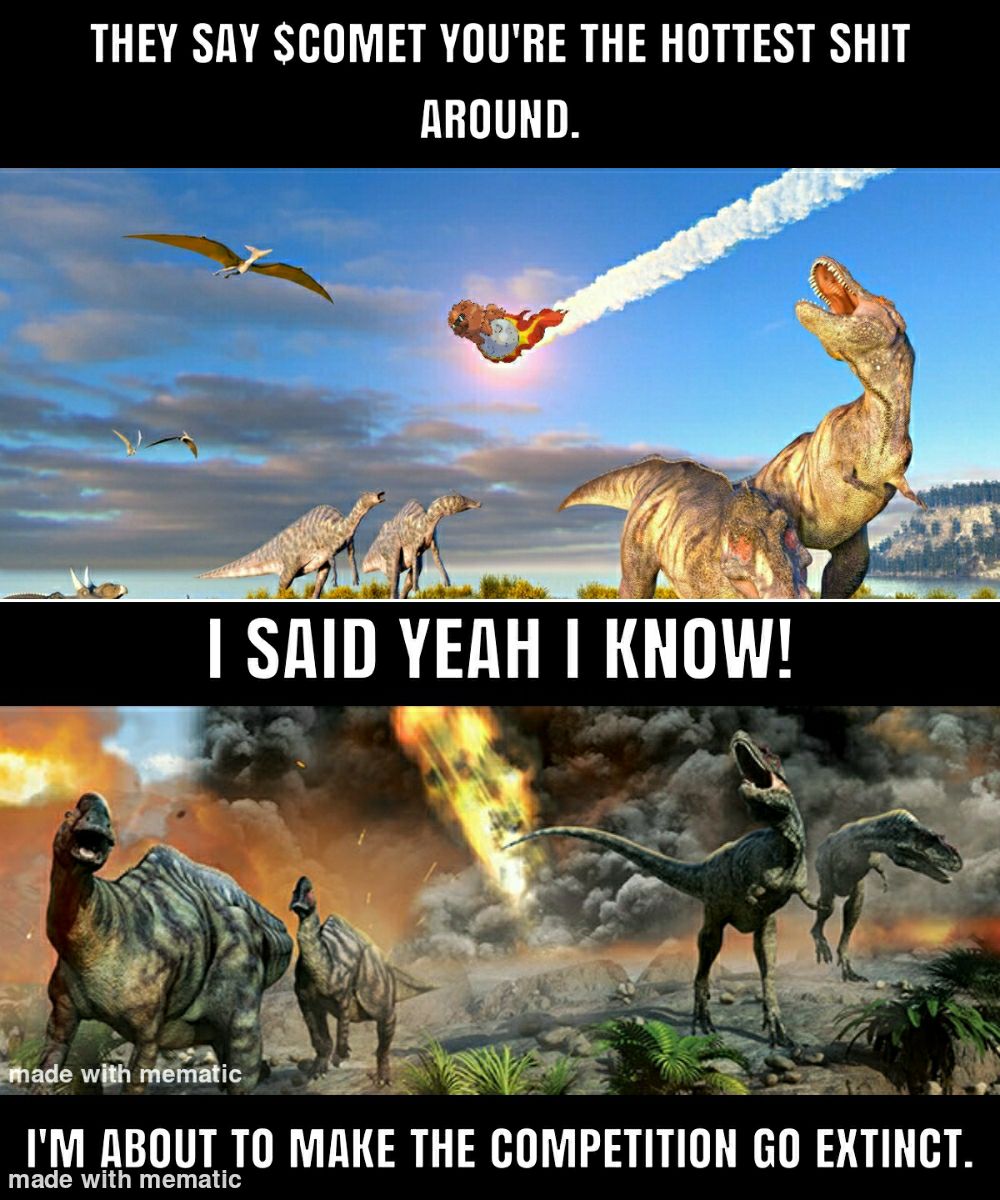 THEY SAY $COMET YOU'RE THE HOTTEST SHIT
AROUND.
I SAID YEAH I KNOW!
made with mematic
I'M ABOUT TO MAKE THE COMPETITION GO EXTINCT.
made with mematic